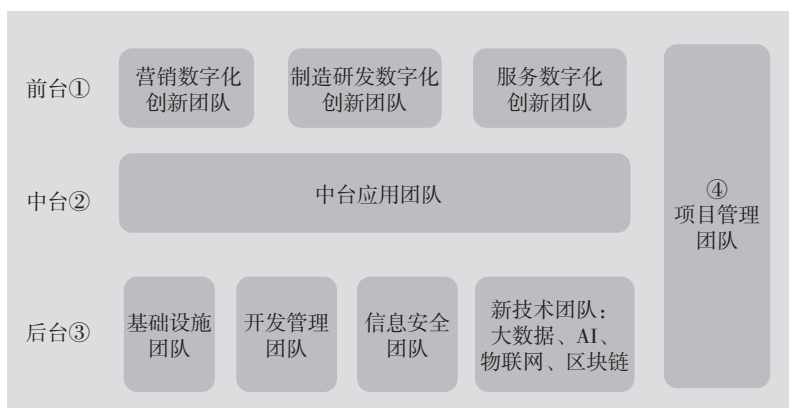 前台①
营销数字化
创新团队
制造研发数字化
创新团队
服务数字化
创新团队
中台②
中台应用团队
④
项目管理
团队
后台③
基础设施
团队
开发管理
团队
信息安全
团队
新技术团队：
大数据、AI、
物联网、区块链